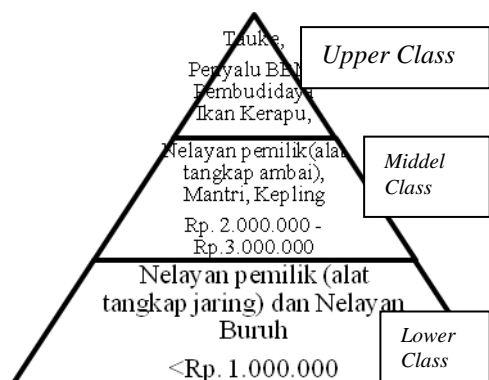 Tauke,
Upper Class
Penyalu BBM
Pembudidaya
Ikan Kerapu,
Nelayan pemilik(alat
tangkap ambai),
Mantri, Kepling
Rp. 2.000.000 -
Rp.3.000.000
Middel
Class
Nelayan pemilik (alat
tangkap jaring) dan Nelayan
Buruh
<Rp. 1.000.000
Lower
Class